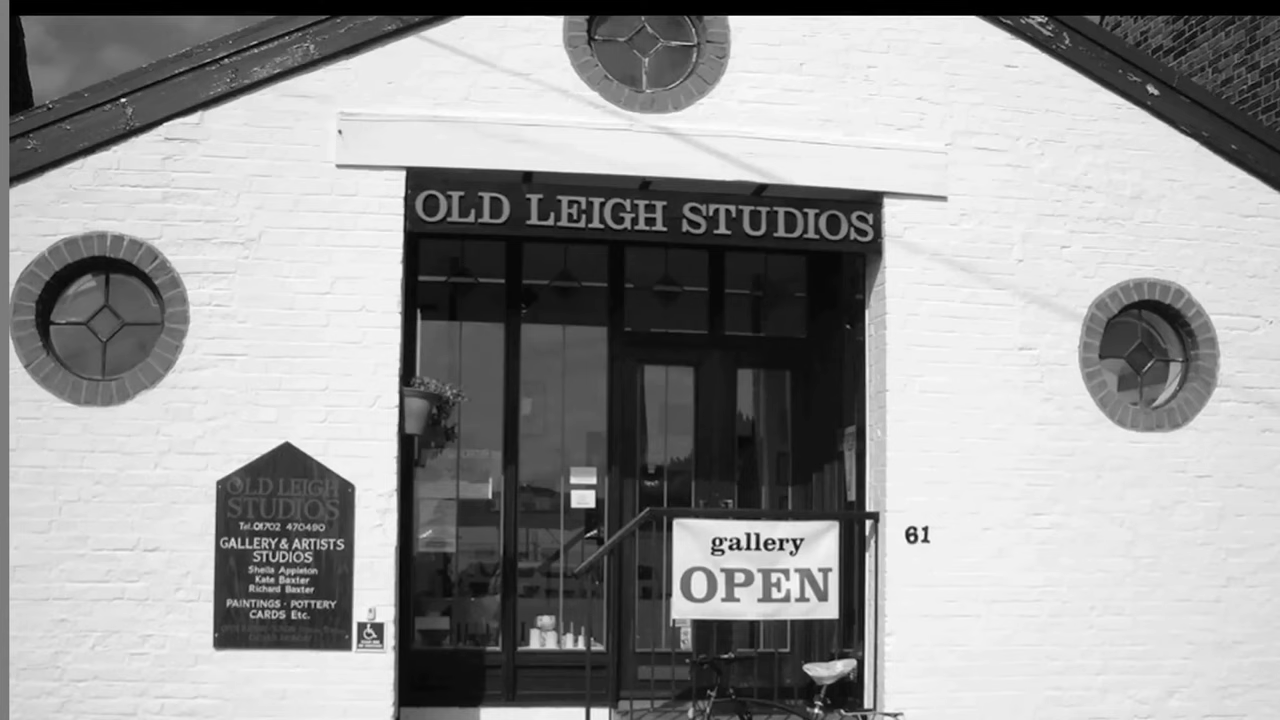 OLD LEIGH STUDIOS
OLD LEIGH
STUDIOS
Tel.01702 470490
GALLERY & ARTISTS
STUDIOS
Sheila Appleton
Kate Baxter
Richard Baxter
PAINTINGS · POTTERY
CARDS Etc.
gallery
OPEN
61